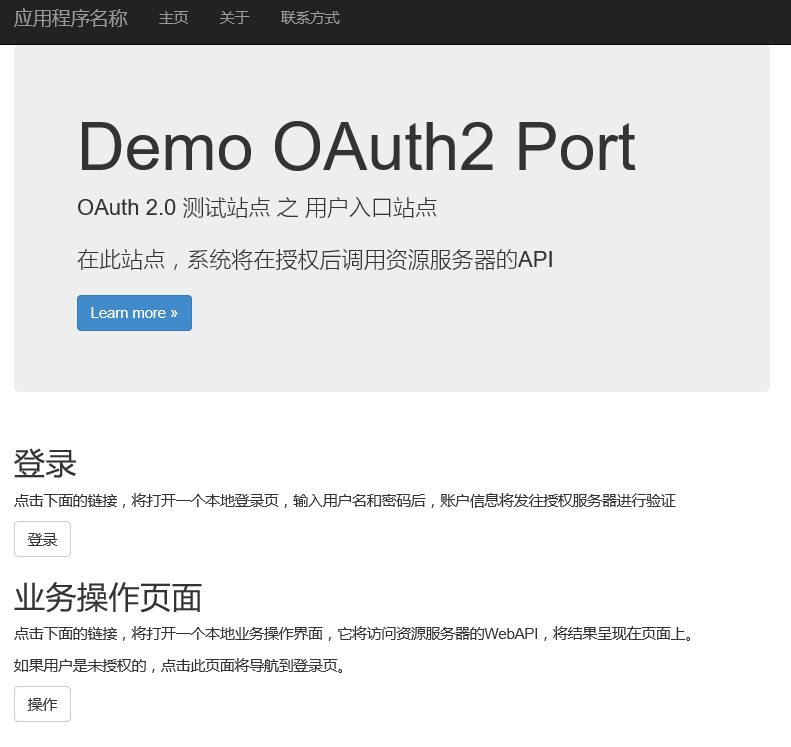 应用程序名称 主页 关于 联系方式
Demo OAuth2 Port
OAuth 2.0 测试站点 之 用户入口站点
在此站点，系统将在授权后调用资源服务器的API
Learn more »
登录
点击下面的链接，将打开一个本地登录页，输入用户名和密码后，账户信息将发往授权服务器进行验证
登录
业务操作页面
点击下面的链接，将打开一个本地业务操作界面，它将访问资源服务器的WebAPI，将结果呈现在页面上。
如果用户是未授权的，点击此页面将导航到登录页。
操作